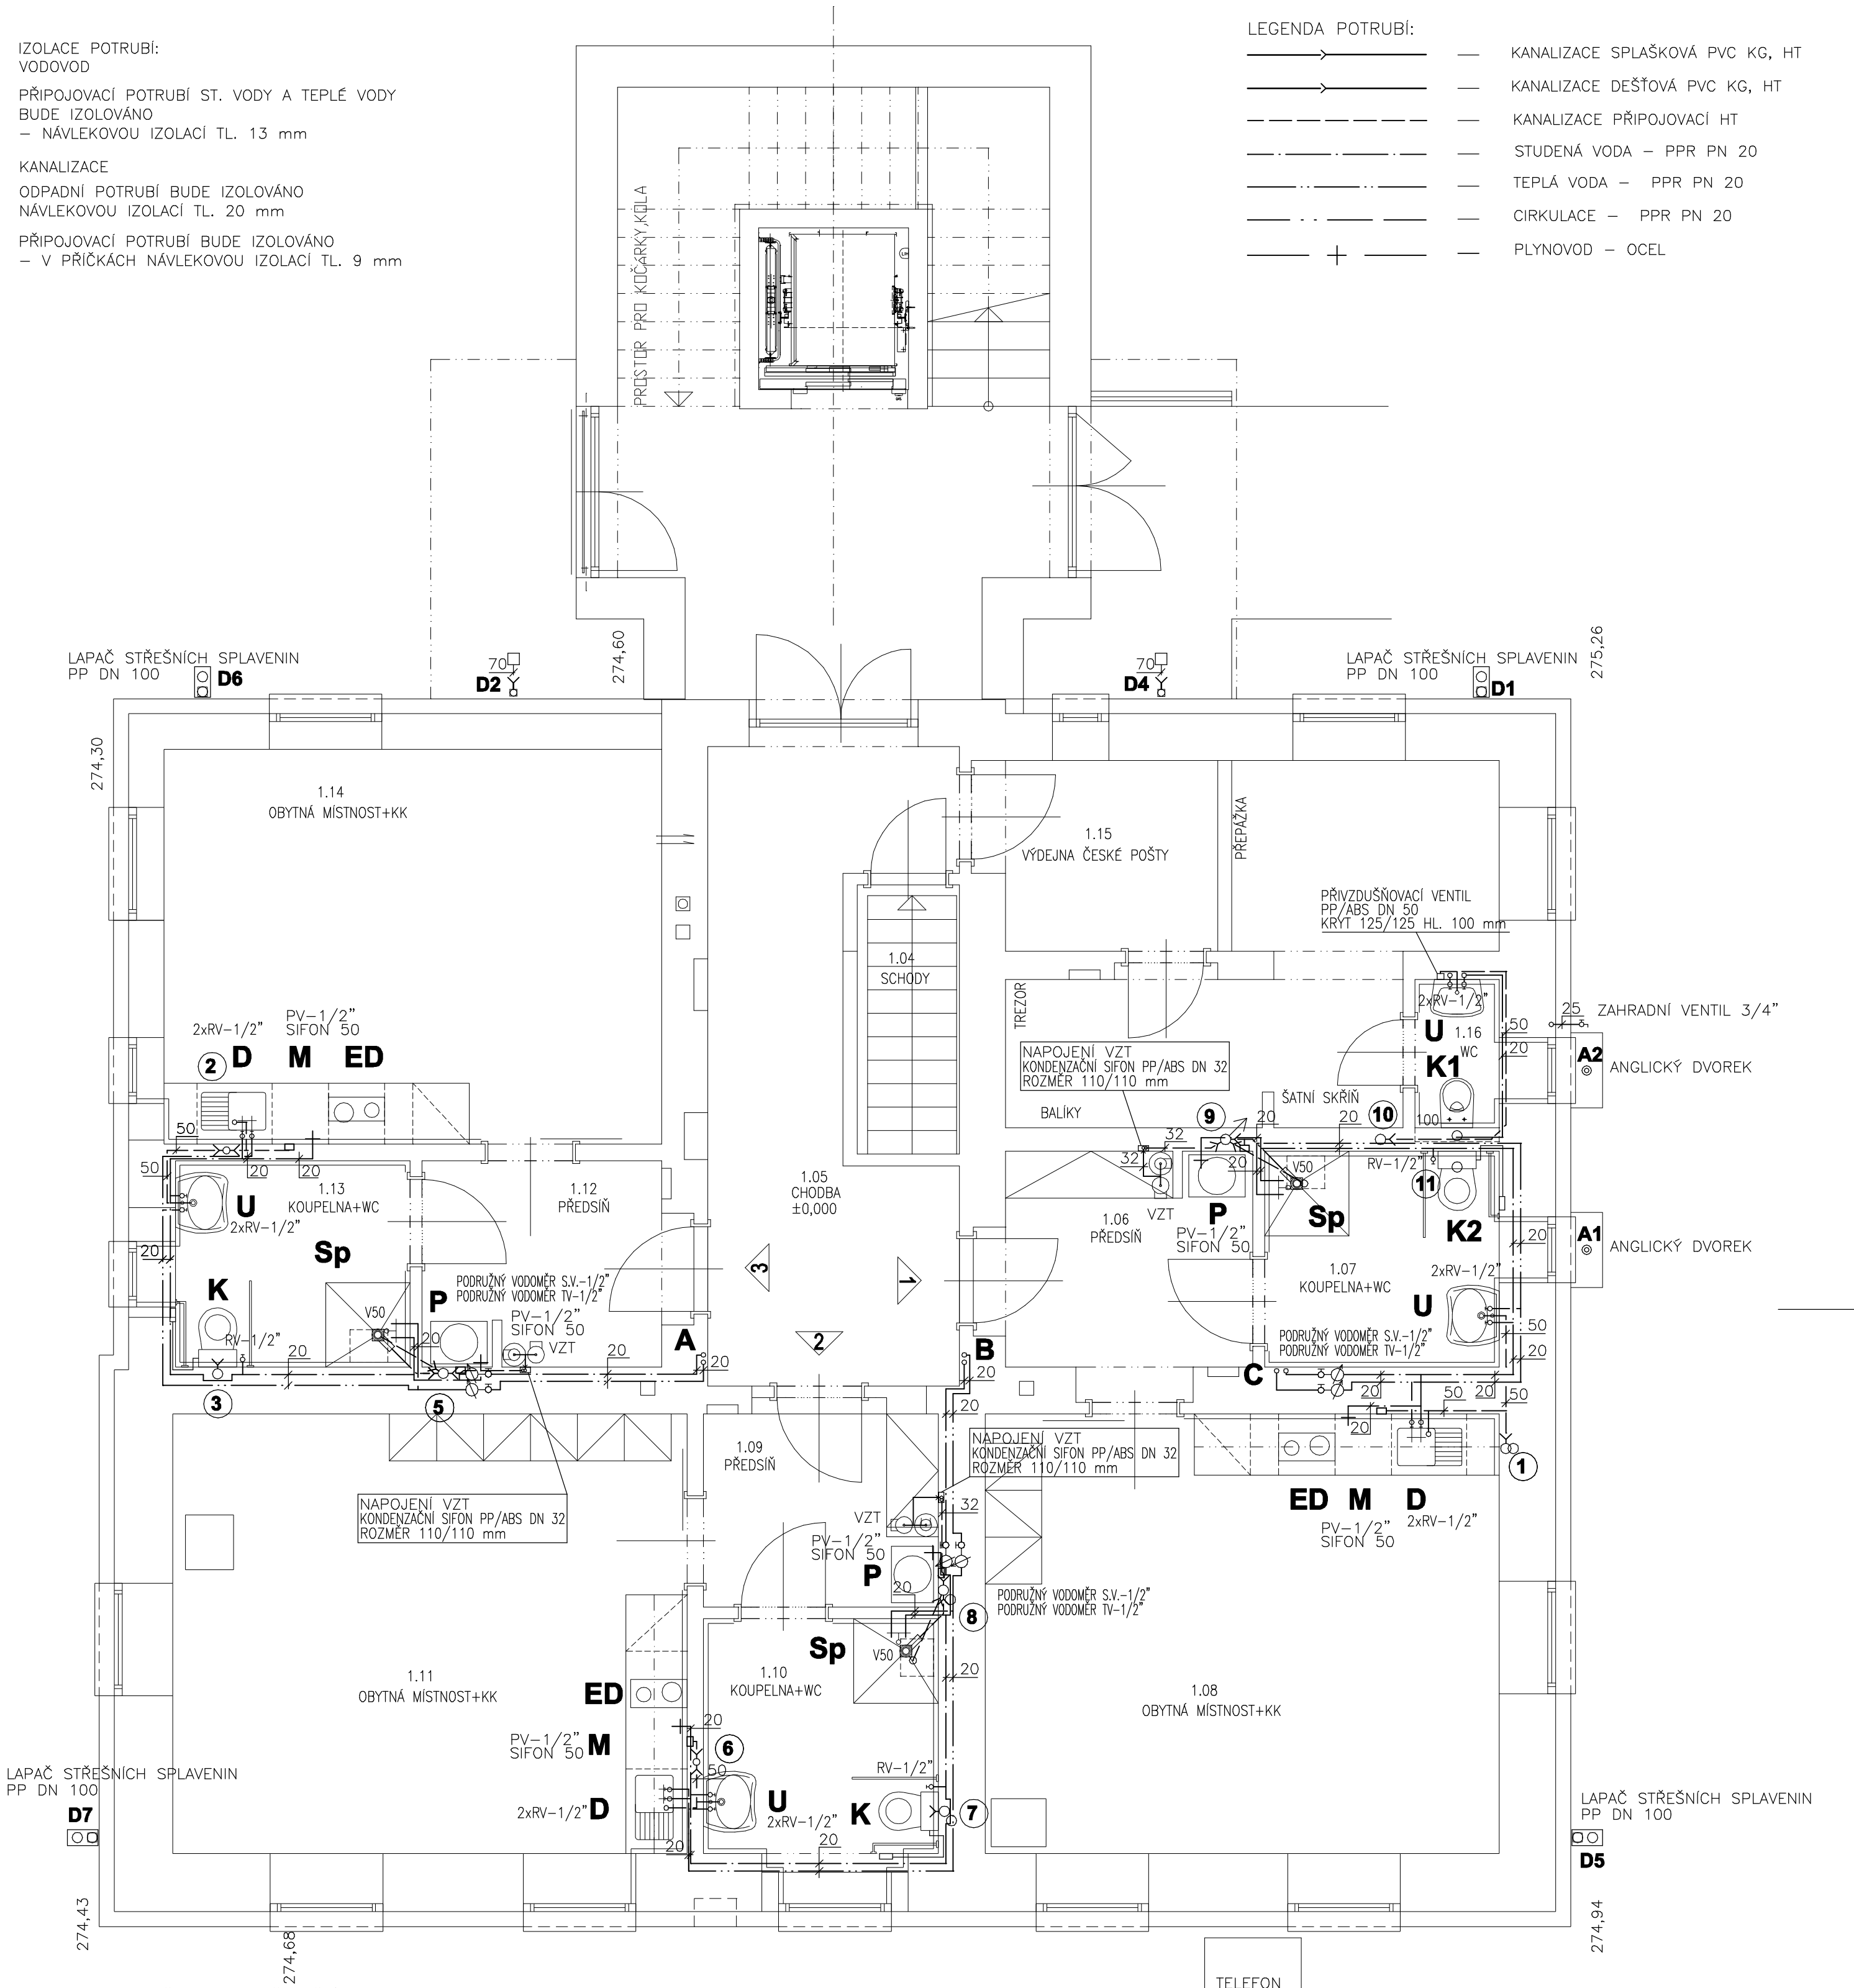 IZOLACE POTRUBÍ:
VODOVOD
PŘIPOJOVACÍ POTRUBÍ ST. VODY A TEPLÉ VODY
BUDE IZOLOVÁNO
– NÁVLEKOVOU IZOLACÍ TL. 13 mm
KANALIZACE
ODPADNÍ POTRUBÍ BUDE IZOLOVÁNO
NÁVLEKOVOU IZOLACÍ TL. 20 mm
PŘIPOJOVACÍ POTRUBÍ BUDE IZOLOVÁNO
– V PŘÍČKÁCH NÁVLEKOVOU IZOLACÍ TL. 9 mm
LEGENDA POTRUBÍ:
— KANALIZACE SPLAŠKOVÁ PVC KG, HT
— KANALIZACE DEŠŤOVÁ PVC KG, HT
— KANALIZACE PŘIPOJOVACÍ HT
— STUDENÁ VODA – PPR PN 20
— TEPLÁ VODA – PPR PN 20
— CIRKULACE – PPR PN 20
— PLYNOVOD – OCEL
PROSTOR PRO KOČÁRKY,KOLA
LAPAČ STŘEŠNÍCH SPLAVENIN
PP DN 100
D6
70
D2
274,60
70
D4
LAPAČ STŘEŠNÍCH SPLAVENIN
PP DN 100
D1
275,26
274,30
1.14
OBYTNÁ MÍSTNOST+KK
1.15
VÝDEJNA ČESKÉ POŠTY
PŘEPÁŽKA
PŘIVZDUŠŇOVACÍ VENTIL
PP/ABS DN 50
KRYT 125/125 HL. 100 mm
1.04
SCHODY
TREZOR
2xRV-1/2"
PV-1/2"
SIFON 50
2 D M ED
2xRV-1/2"
U 1.16
WC
K1
50
20
25 ZAHRADNÍ VENTIL 3/4"
A2
ANGLICKÝ DVOREK
NAPOJENÍ VZT
KONDENZAČNÍ SIFON PP/ABS DN 32
ROZMĚR 110/110 mm
BALÍKY
ŠATNÍ SKŘÍŇ
9
20
20
10
100
50
20
20
50
32
32
20
V50
RV-1/2"
11
1.13
KOUPELNA+WC
U
2xRV-1/2"
1.12
PŘEDSÍŇ
1.05
CHODBA
±0,000
1.06
PŘEDSÍŇ
VZT
P
PV-1/2"
SIFON 50
Sp
K2
20
A1
ANGLICKÝ DVOREK
20
Sp
K
V50
RV-1/2"
P
PODRUŽNÝ VODOMĚR S.V.-1/2"
PODRUŽNÝ VODOMĚR TV-1/2"
PV-1/2"
SIFON 50
VZT
3
1
2
1.07
KOUPELNA+WC
2xRV-1/2"
U
PODRUŽNÝ VODOMĚR S.V.-1/2"
PODRUŽNÝ VODOMĚR TV-1/2"
50
20
20
20
20
A
20
B
20
C
20
20
50
50
20
3
5
20
20
1
1.09
PŘEDSÍŇ
NAPOJENÍ VZT
KONDENZAČNÍ SIFON PP/ABS DN 32
ROZMĚR 110/110 mm
NAPOJENÍ VZT
KONDENZAČNÍ SIFON PP/ABS DN 32
ROZMĚR 110/110 mm
ED M D
PV-1/2"
SIFON 50
2xRV-1/2"
VZT
32
PV-1/2"
SIFON 50
P
20
PODRUŽNÝ VODOMĚR S.V.-1/2"
PODRUŽNÝ VODOMĚR TV-1/2"
8
Sp
V50
20
1.11
OBYTNÁ MÍSTNOST+KK
ED
1.10
KOUPELNA+WC
1.08
OBYTNÁ MÍSTNOST+KK
PV-1/2"
SIFON 50
M
20
6
50
RV-1/2"
2xRV-1/2"
D
U
2xRV-1/2"
K
7
20
20
LAPAČ STŘEŠNÍCH SPLAVENIN
PP DN 100
D7
LAPAČ STŘEŠNÍCH SPLAVENIN
PP DN 100
D5
274,43
274,68
274,94
TELEFON